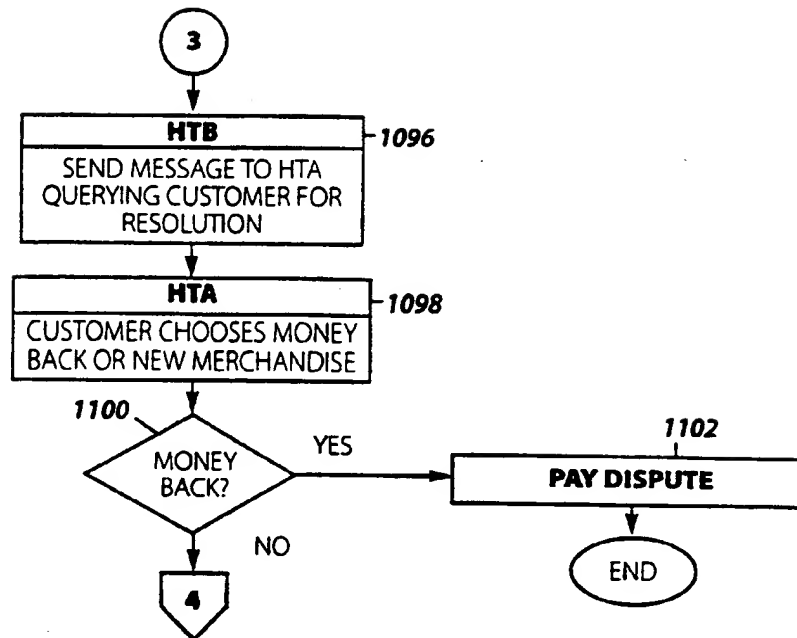 3
HTB
1096
SEND MESSAGE TO HTA
QUERYING CUSTOMER FOR
RESOLUTION
HTA
1098
CUSTOMER CHOOSES MONEY
BACK OR NEW MERCHANDISE
1100
MONEY
BACK?
YES
1102
PAY DISPUTE
NO
END
4